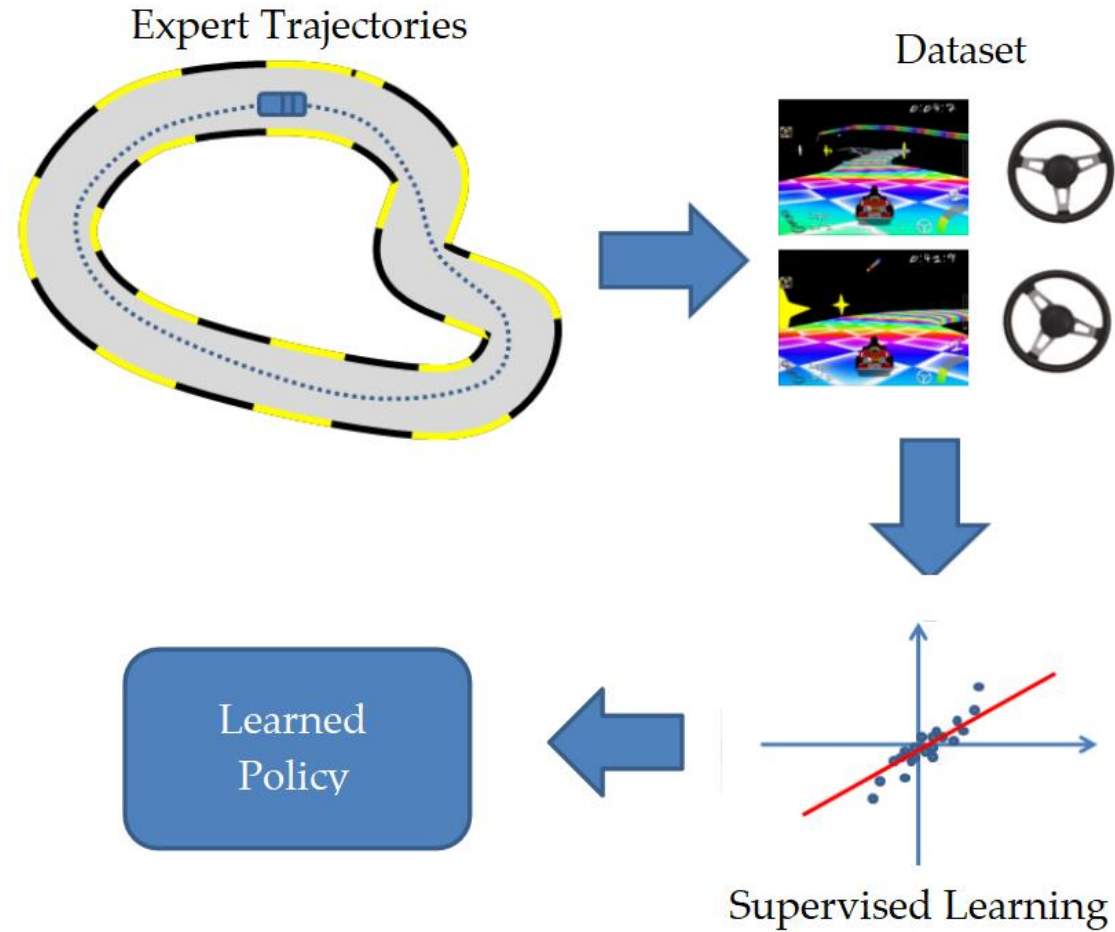 Expert Trajectories
Dataset
Learned
Policy
Supervised Learning